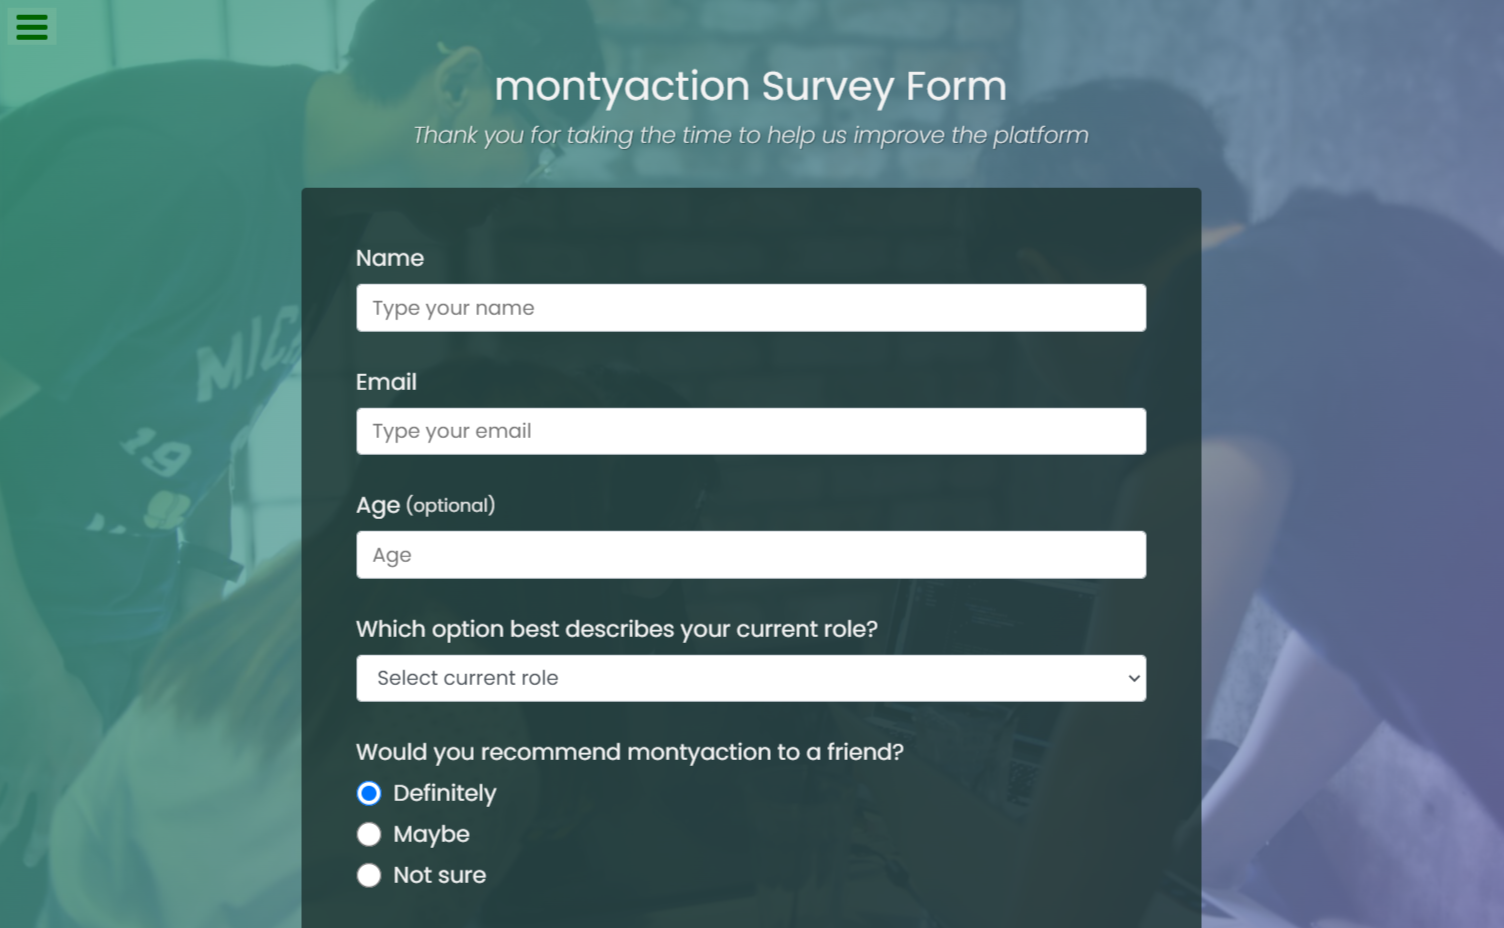 montyaction Survey Form
Thank you for taking the time to help us improve the platform
MIC
19
Name
Type your name
Email
Type your email
Age (optional)
Age
Which option best describes your current role?
Select current role
Would you recommend montyaction to a friend?
Definitely
Maybe
Not sure